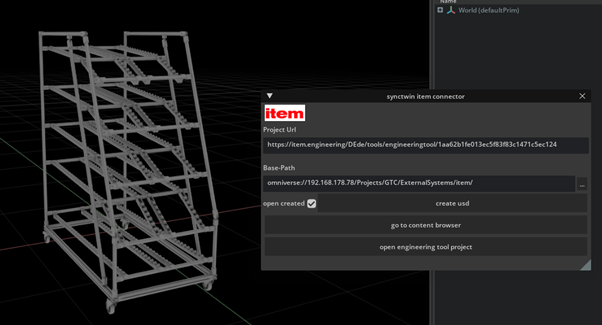 Name
World (defaultPrim)
synctwin item connector
item
Project Url
https://item.engineering/DEde/tools/engineeringtool/1aa62b1fe013ec5f83f83c1471c5ec124
Base-Path
omniverse://192.168.178.78/Projects/GTC/ExternalSystems/item/
...
open created
create usd
go to content browser
open engineering tool project